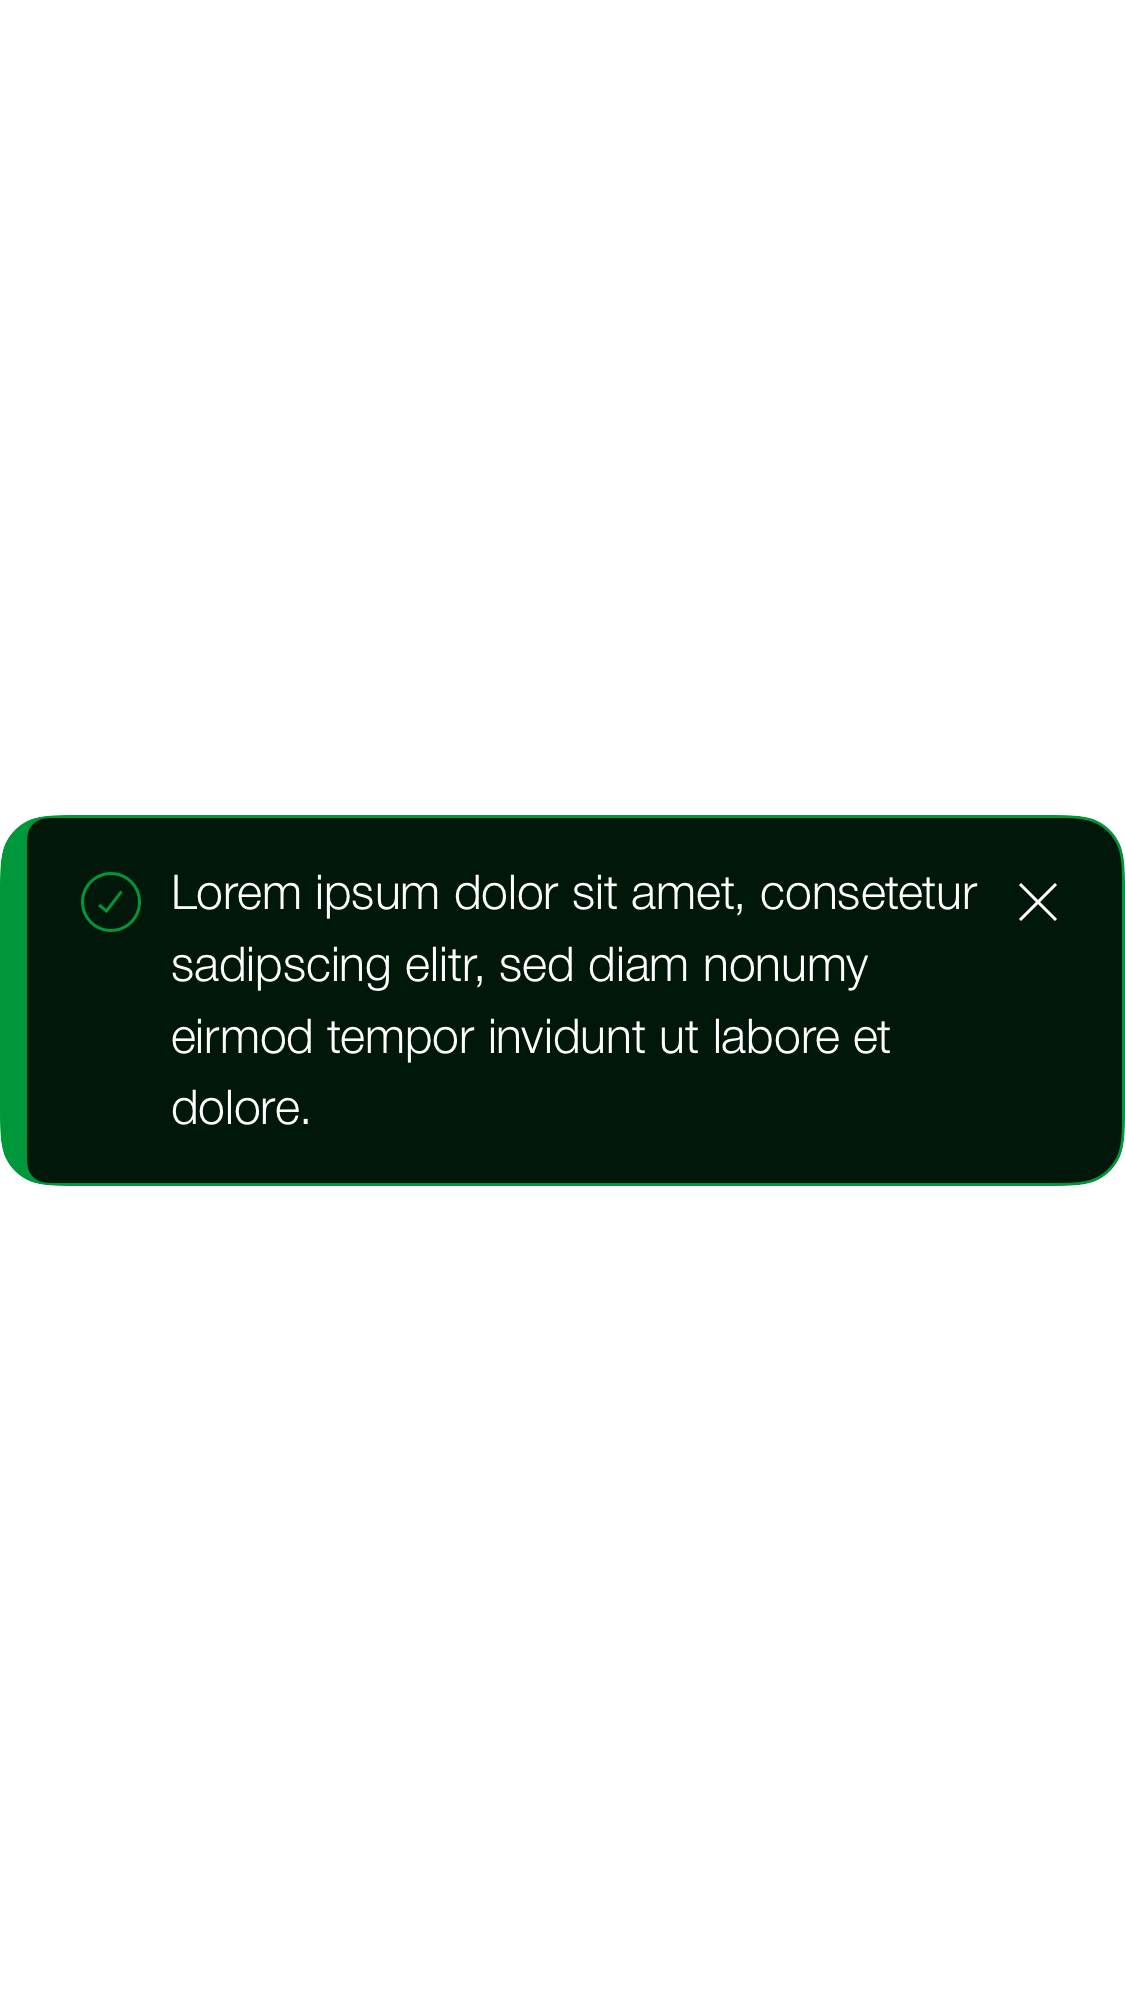 Lorem ipsum dolor sit amet, consetetur
sadipscing elitr, sed diam nonumy
eirmod tempor invidunt ut labore et
dolore.